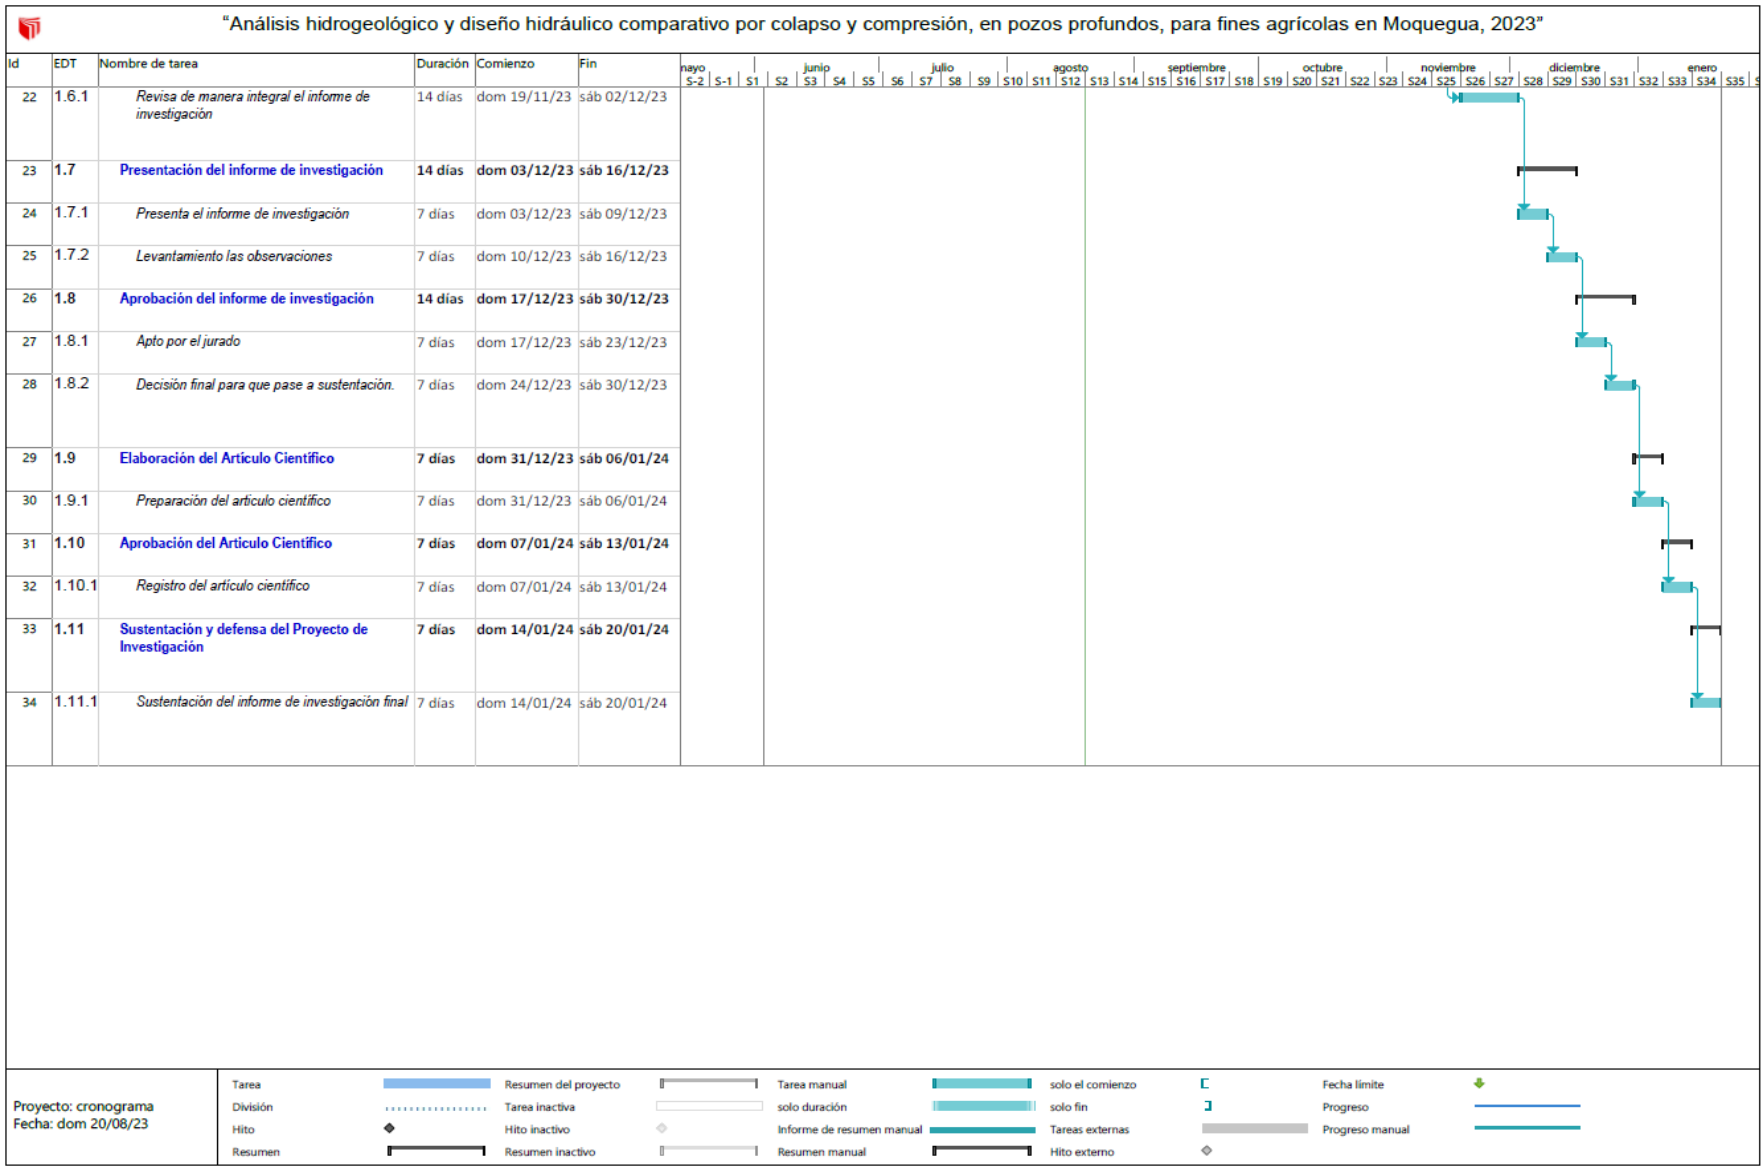 “Análisis hidrogeológico y diseño hidráulico comparativo por colapso y compresión, en pozos profundos, para fines agrícolas en Moquegua, 2023”
Id EDT Nombre de tarea Duración Comienzo Fin
nayo junio julio agosto septiembre octubre noviembre diciembre enero
S-2 S-1 S1 S2 S3 S4 S5 S6 S7 S8 S9 S10 S11 S12 S13 S14 S15 S16 S17 S18 S19 S20 S21 S22 S23 S24 S25 S26 S27 S28 S29 S30 S31 S32 S33 S34 S35
22 1.6.1 Revisa de manera integral el informe de 14 días dom 19/11/23 sáb 02/12/23
investigación
23 1.7 Presentación del informe de investigación 14 días dom 03/12/23 sáb 16/12/23
24 1.7.1 Presenta el informe de investigación 7 días dom 03/12/23 sáb 09/12/23
25 1.7.2 Levantamiento las observaciones 7 días dom 10/12/23 sáb 16/12/23
26 1.8 Aprobación del informe de investigación 14 días dom 17/12/23 sáb 30/12/23
27 1.8.1 Apto por el jurado 7 días dom 17/12/23 sáb 23/12/23
28 1.8.2 Decisión final para que pase a sustentación. 7 días dom 24/12/23 sáb 30/12/23
29 1.9 Elaboración del Articulo Científico 7 días dom 31/12/23 sáb 06/01/24
30 1.9.1 Preparación del articulo científico 7 días dom 31/12/23 sáb 06/01/24
31 1.10 Aprobación del Articulo Científico 7 días dom 07/01/24 sáb 13/01/24
32 1.10.1 Registro del artículo científico 7 días dom 07/01/24 sáb 13/01/24
33 1.11 Sustentación y defensa del Proyecto de 7 días dom 14/01/24 sáb 20/01/24
Investigación
34 1.11.1 Sustentación del informe de investigación final 7 días dom 14/01/24 sáb 20/01/24
Proyecto: cronograma
Fecha: dom 20/08/23
Tarea Resumen del proyecto Tarea manual solo el comienzo Fecha límite
División Tarea inactiva solo duración solo fin Progreso
Hito Hito inactivo Informe de resumen manual Tareas externas Progreso manual
Resumen Resumen inactivo Resumen manual Hito externo